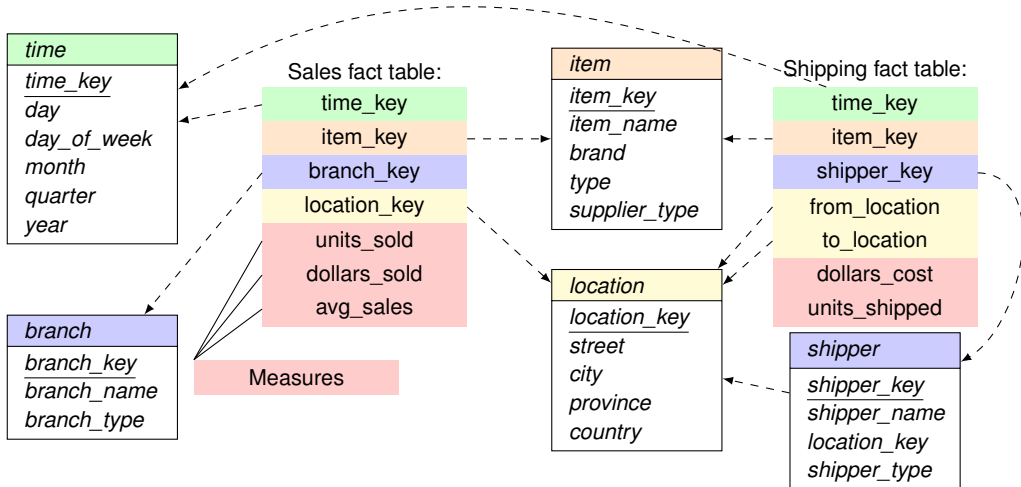 time
time_key
day
day_of_week
month
quarter
year
branch
branch_key
branch_name
branch_type
Sales fact table:
time_key
item_key
branch_key
location_key
units_sold
dollars_sold
avg_sales
Measures
item
item_key
item_name
brand
type
supplier_type
location
location_key
street
city
province
country
Shipping fact table:
time_key
item_key
shipper_key
from_location
to_location
dollars_cost
units_shipped
shipper
shipper_key
shipper_name
location_key
shipper_type